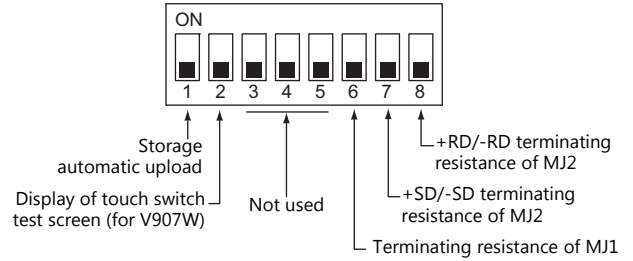 ON
1 2 3 4 5 6 7 8
Storage
automatic upload
Display of touch switch
test screen (for V907W)
Not used
+RD/-RD terminating
resistance of MJ2
+SD/-SD terminating
resistance of MJ2
Terminating resistance of MJ1